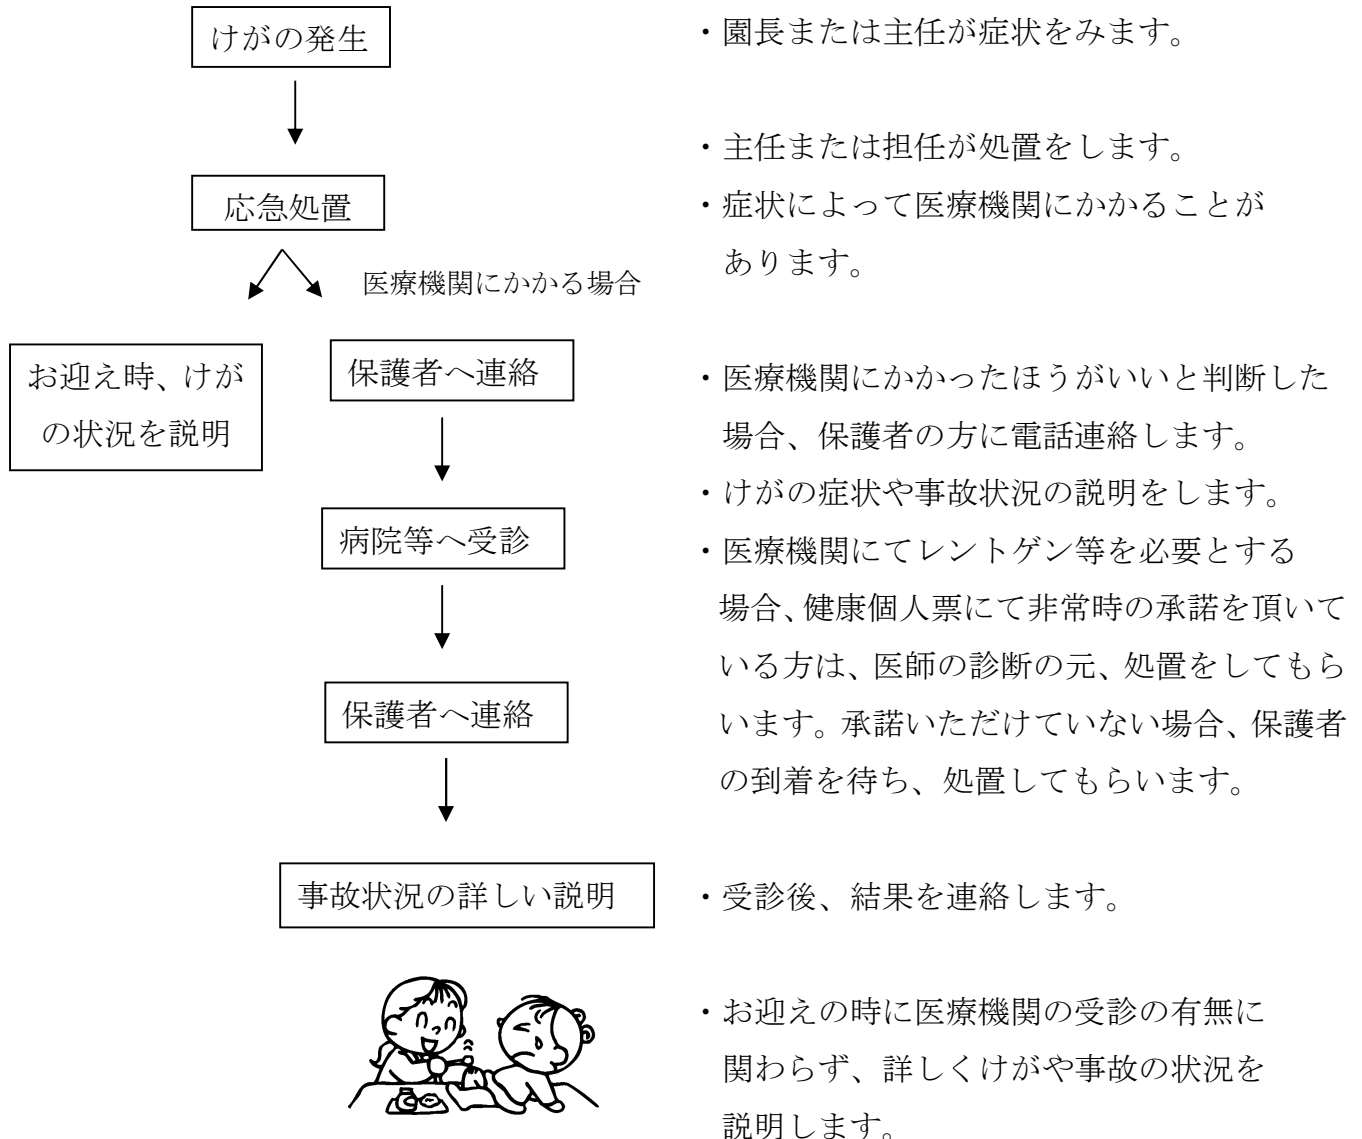 けがの発生
応急処置
医療機関にかかる場合
お迎え時、けが
の状況を説明
保護者へ連絡
病院等へ受診
保護者へ連絡
事故状況の詳しい説明
・園長または主任が症状をみます。
・主任または担任が処置をします。
・症状によって医療機関にかかることが
あります。
・医療機関にかかったほうがいいと判断した
場合、保護者の方に電話連絡します。
・けがの症状や事故状況の説明をします。
・医療機関にてレントゲン等を必要とする
場合、健康個人票にて非常時の承諾を頂いて
いる方は、医師の診断の元、処置をしてもら
います。承諾いただけていない場合、保護者
の到着を待ち、処置してもらいます。
・受診後、結果を連絡します。
・お迎えの時に医療機関の受診の有無に
関わらず、詳しくけがや事故の状況を
説明します。